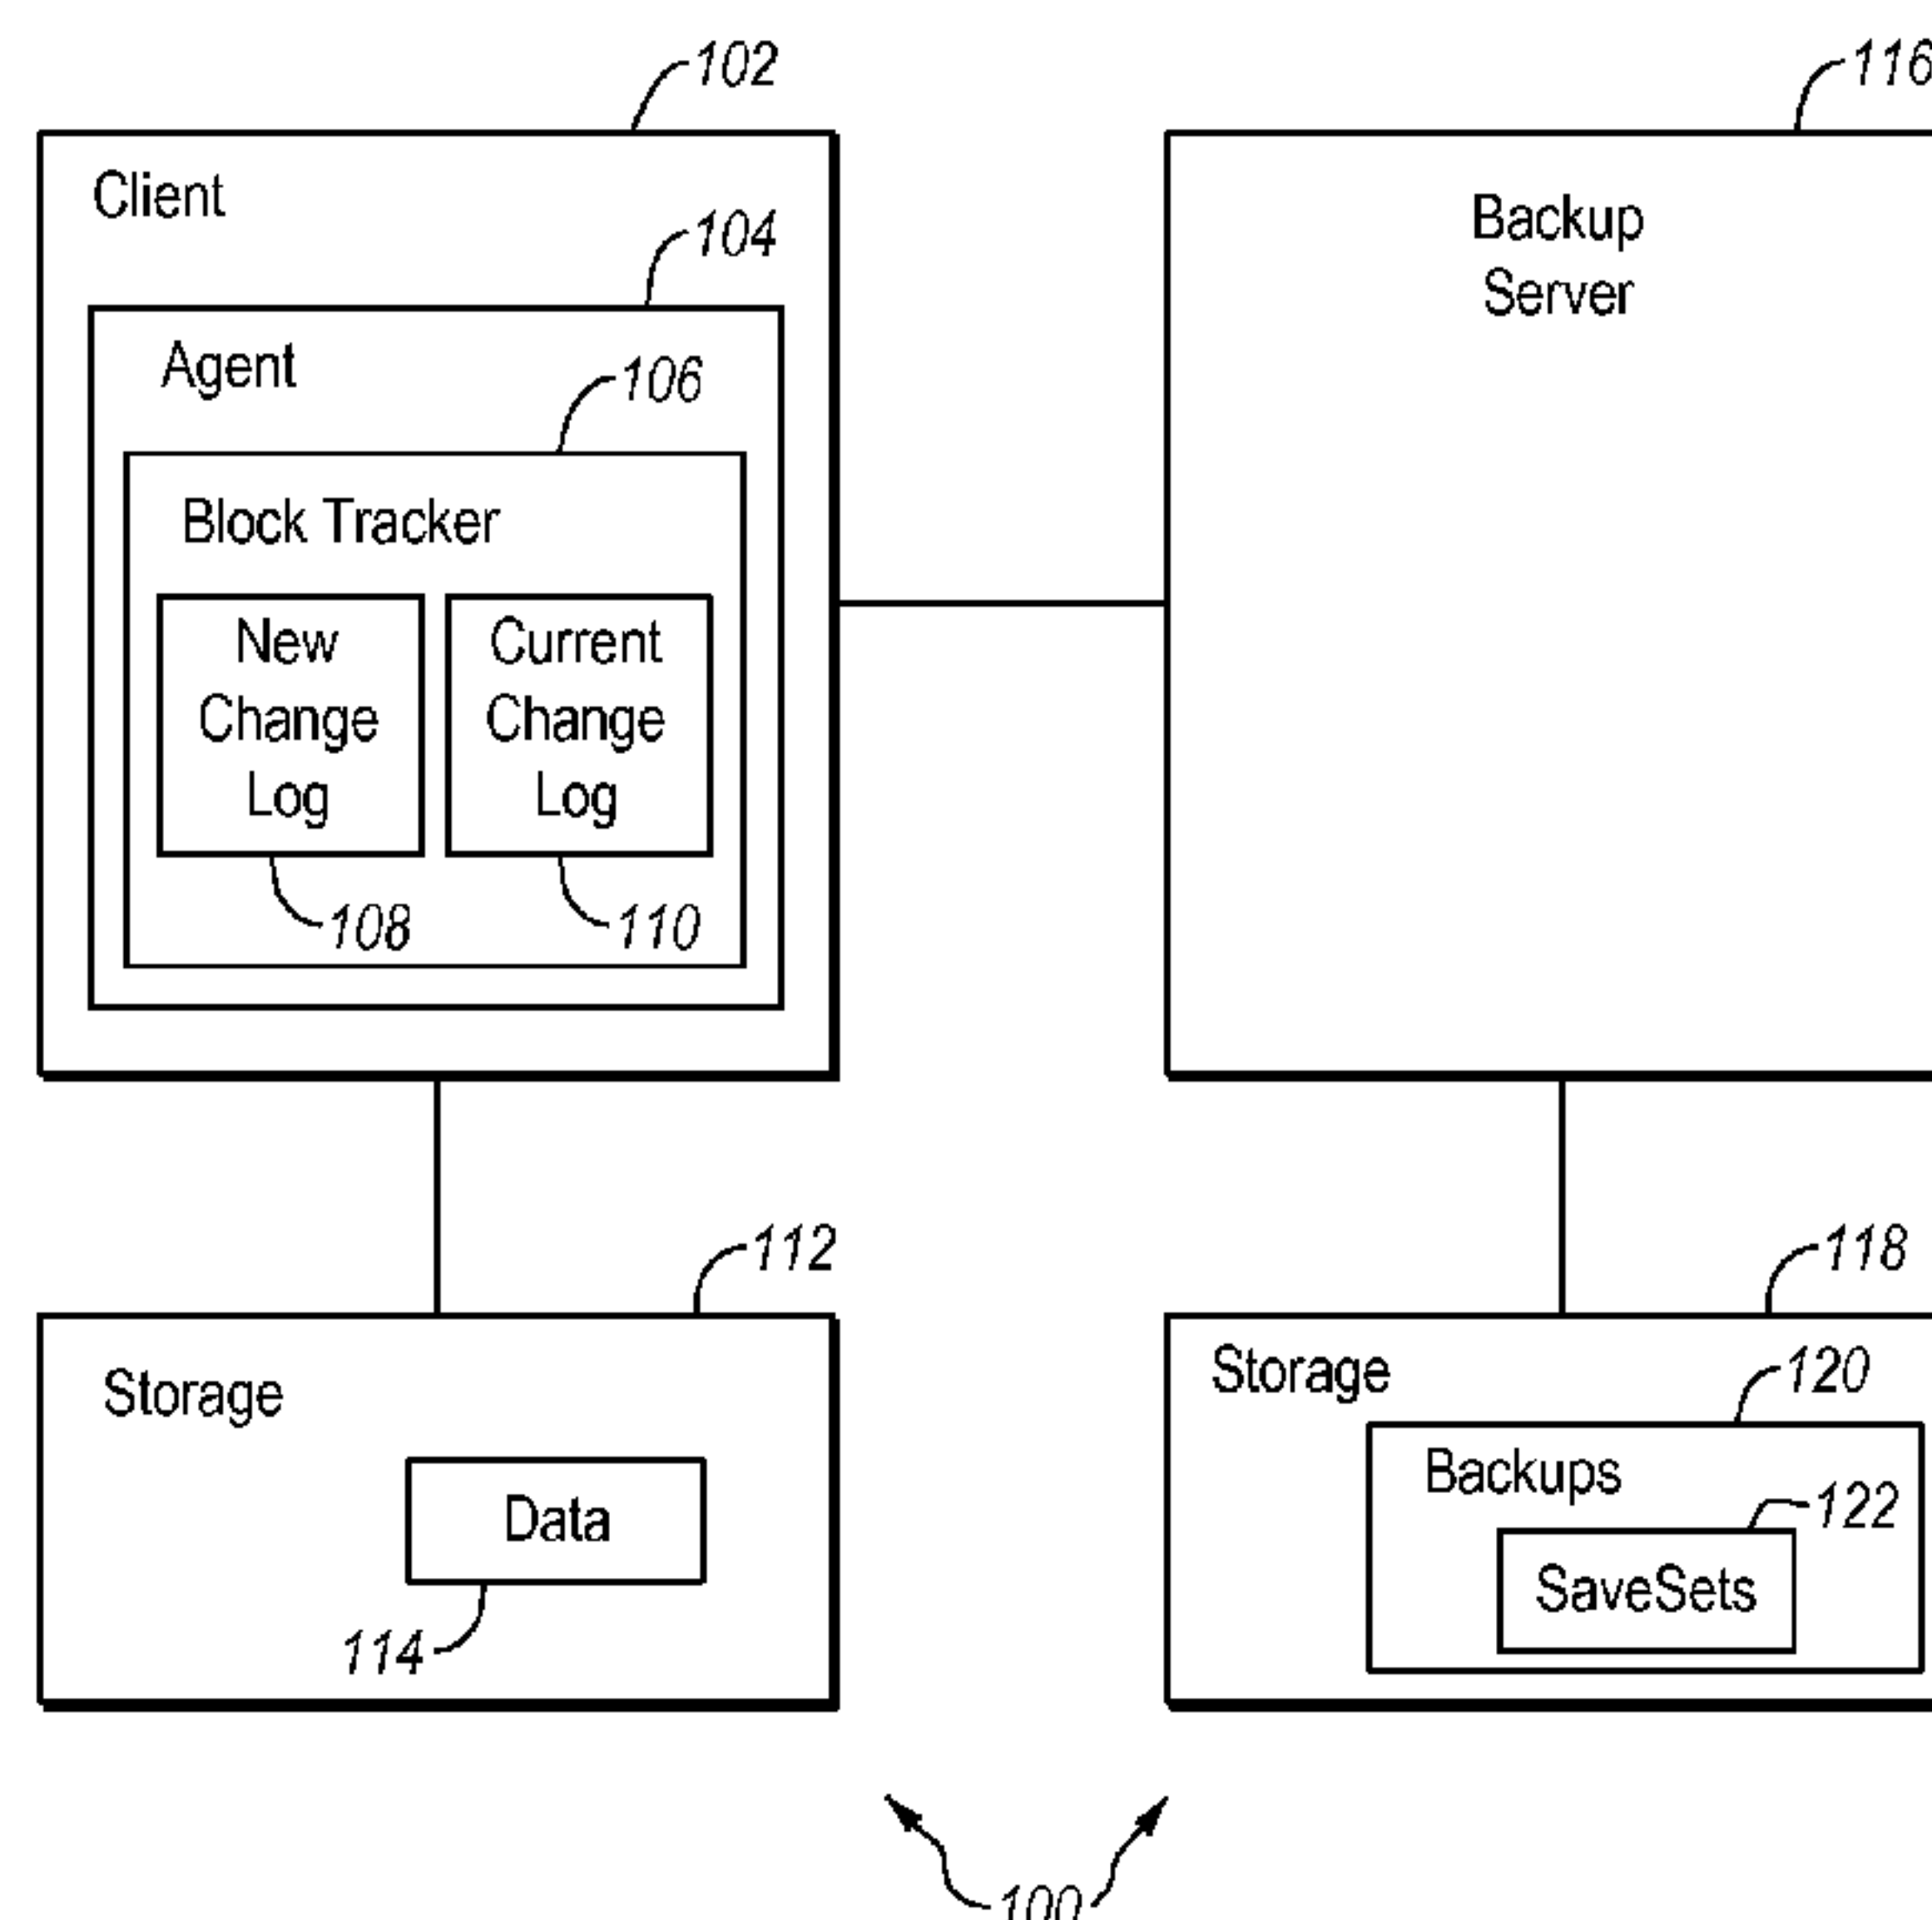 102
116
Client
Backup
Server
104
Agent
106
Block Tracker
New
Change
Log
Current
Change
Log
108
110
112
118
Storage
Data
114
Storage
120
Backups
122
SaveSets
100